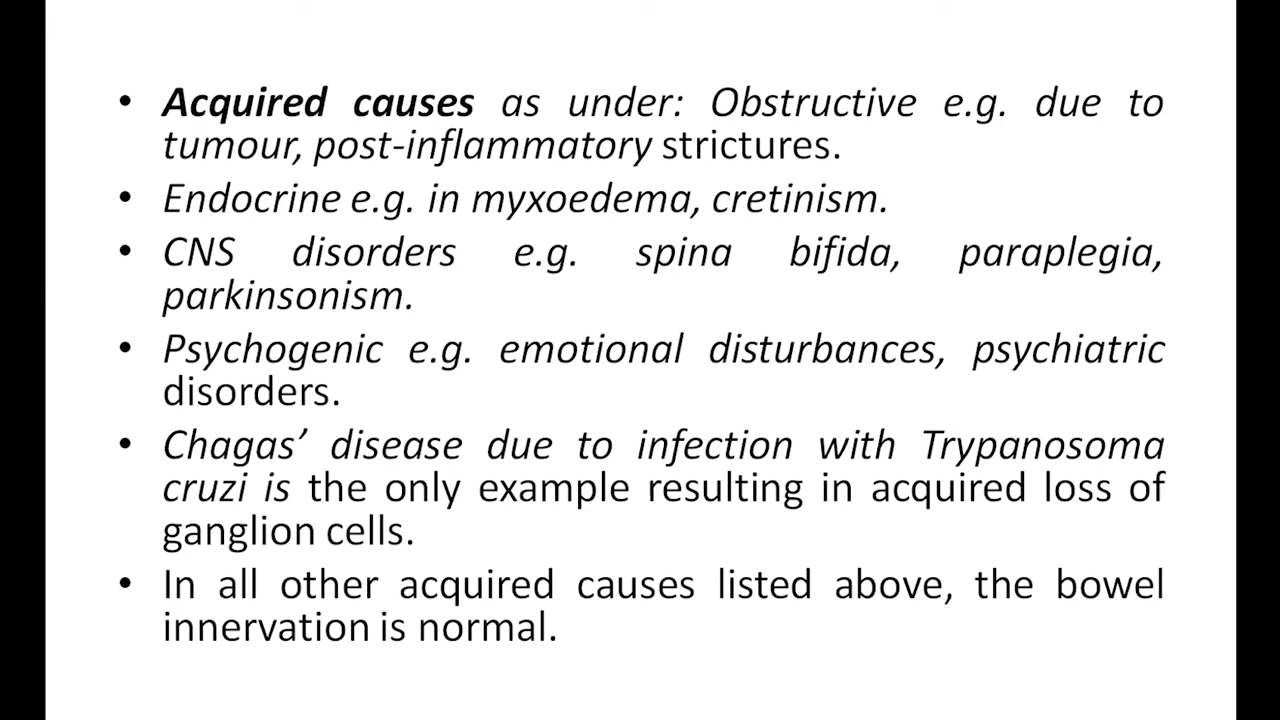 • Acquired causes as under: Obstructive e.g. due to
tumour, post-inflammatory strictures.
• Endocrine e.g. in myxoedema, cretinism.
• CNS disorders e.g. spina bifida, paraplegia,
parkinsonism.
• Psychogenic e.g. emotional disturbances, psychiatric
disorders.
• Chagas’ disease due to infection with Trypanosoma
cruzi is the only example resulting in acquired loss of
ganglion cells.
• In all other acquired causes listed above, the bowel
innervation is normal.